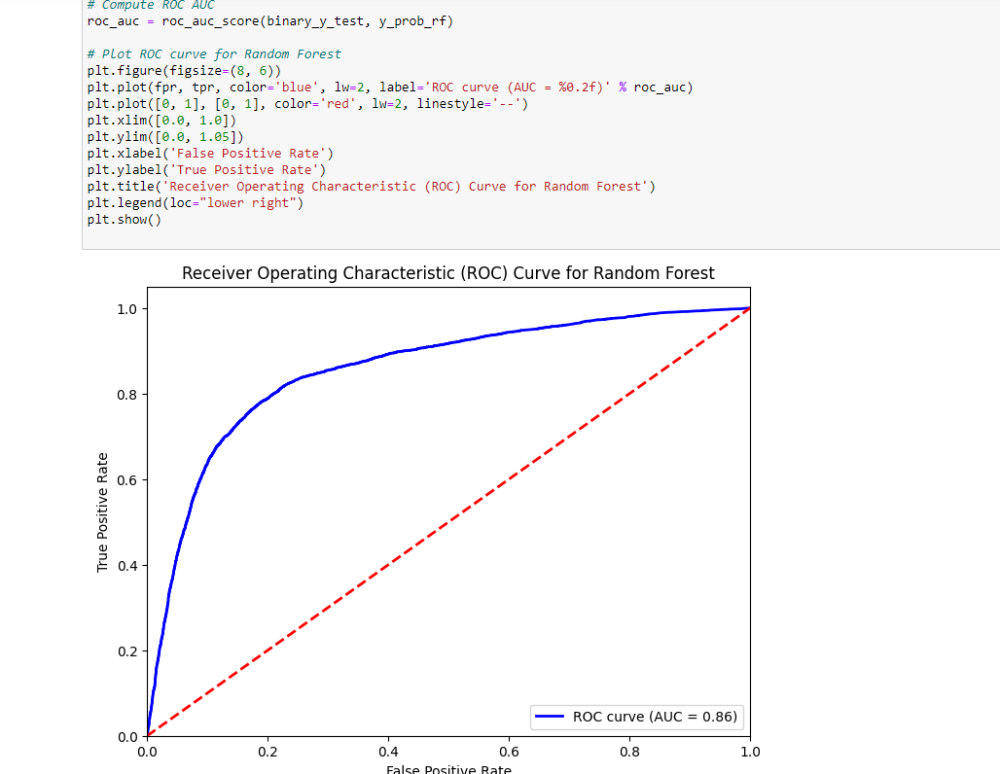 # Compute ROC AUC
roc_auc = roc_auc_score(binary_y_test, y_prob_rf)
# Plot ROC curve for Random Forest
plt.figure(figsize=(8, 6))
plt.plot(fpr, tpr, color='blue', lw=2, label='ROC curve (AUC = %0.2f)' % roc_auc)
plt.plot([0, 1], [0, 1], color='red', lw=2, linestyle='--')
plt.xlim([0.0, 1.0])
plt.ylim([0.0, 1.05])
plt.xlabel('False Positive Rate')
plt.ylabel('True Positive Rate')
plt.title('Receiver Operating Characteristic (ROC) Curve for Random Forest')
plt.legend(loc="lower right")
plt.show()
Receiver Operating Characteristic (ROC) Curve for Random Forest
1.0
0.8
0.6
0.4
0.2
0.0
True Positive Rate
ROC curve (AUC = 0.86)
0.0 0.2 0.4 0.6 0.8 1.0
False Positive Rate